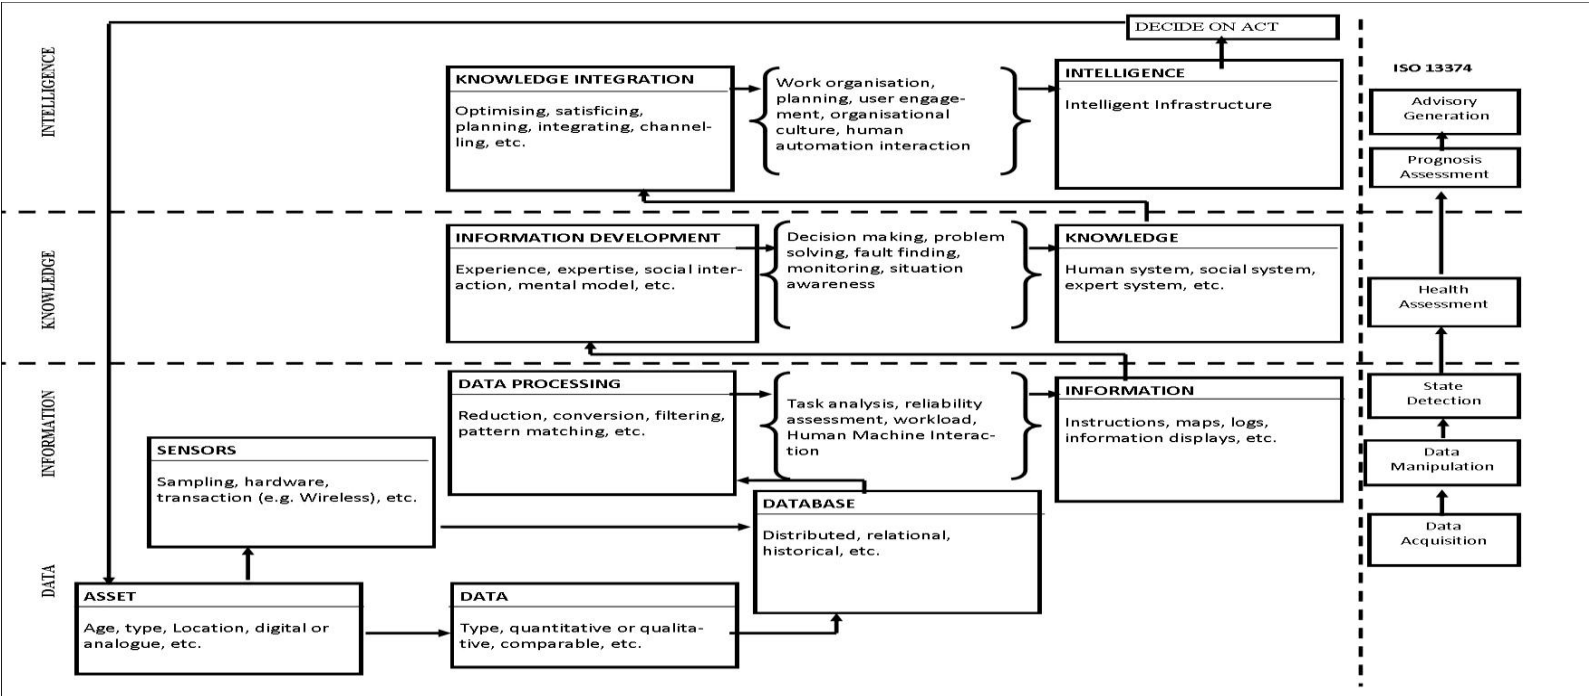 DECIDE ON ACT
INTELLIGENCE
KNOWLEDGE INTEGRATION
Optimising, satisficing,
planning, integrating, channel-
ling, etc.
Work organisation,
planning, user engage-
ment, organisational
culture, human
automation interaction
INTELLIGENCE
Intelligent Infrastructure
ISO 13374
Advisory
Generation
Prognosis
Assessment
KNOWLEDGE
INFORMATION DEVELOPMENT
Experience, expertise, social inter-
action, mental model, etc.
Decision making, problem
solving, fault finding,
monitoring, situation
awareness
KNOWLEDGE
Human system, social system,
expert system, etc.
Health
Assessment
INFORMATION
DATA PROCESSING
Reduction, conversion, filtering,
pattern matching, etc.
Task analysis, reliability
assessment, workload,
Human Machine Interac-
tion
INFORMATION
Instructions, maps, logs,
information displays, etc.
State
Detection
SENSORS
Sampling, hardware,
transaction (e.g. Wireless), etc.
Data
Manipulation
DATABASE
Distributed, relational,
historical, etc.
Data
Acquisition
DATA
ASSET
Age, type, Location, digital or
analogue, etc.
DATA
Type, quantitative or qualita-
tive, comparable, etc.